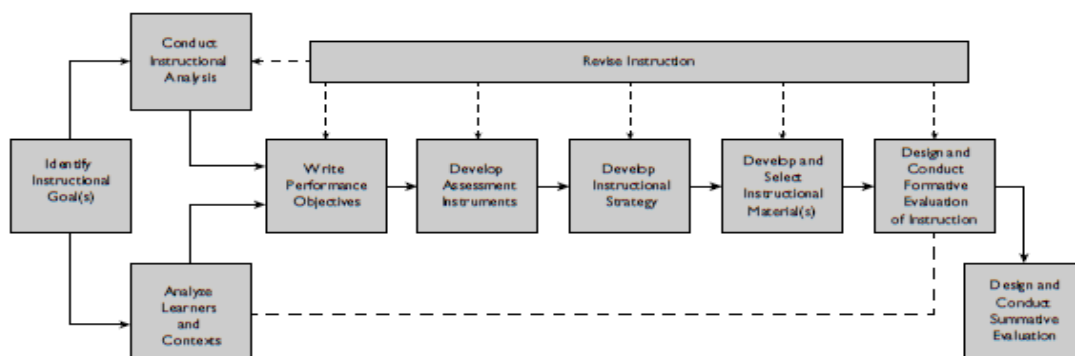 Conduct
Instructional
Analysis
Revise Instruction
Identify
Instructional
Goal(s)
Write
Performance
Objectives
Develop
Assessment
Instruments
Develop
Instructional
Strategy
Develop and
Select
Instructional
Material(s)
Design and
Conduct
Formative
Evaluation
of Instruction
Analyze
Learners
and
Contexts
Design and
Conduct
Summative
Evaluation